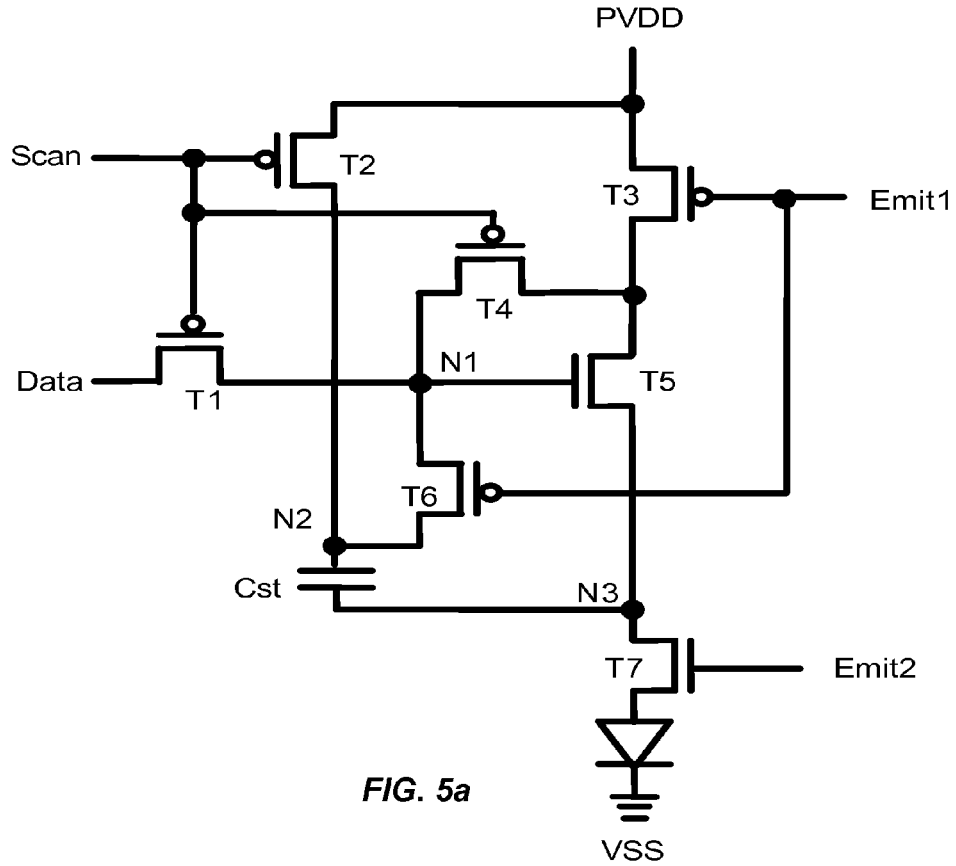 PVDD
Scan
T2
T3
Emit1
T4
N1
T5
Data
T1
T6
N2
Cst
N3
T7
Emit2
FIG. 5a
VSS